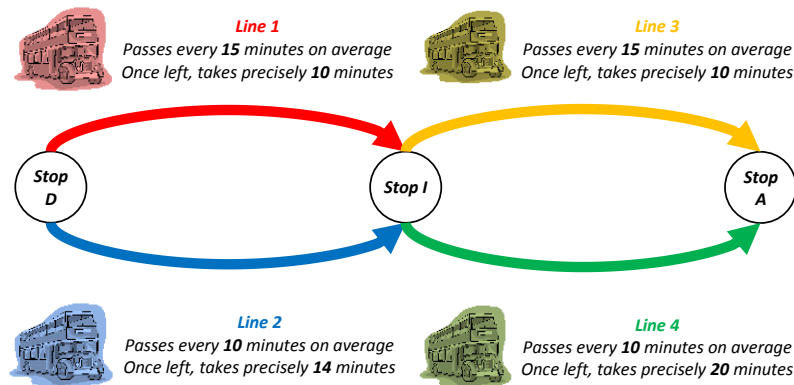 Line 1
Passes every 15 minutes on average
Once left, takes precisely 10 minutes
Line 3
Passes every 15 minutes on average
Once left, takes precisely 10 minutes
Stop
D
Stop I
Stop
A
Line 2
Passes every 10 minutes on average
Once left, takes precisely 14 minutes
Line 4
Passes every 10 minutes on average
Once left, takes precisely 20 minutes